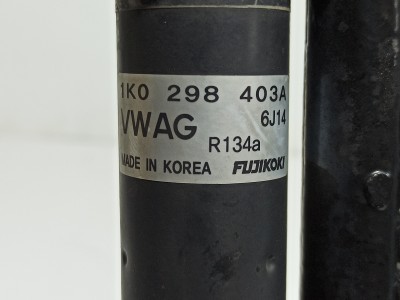 1K0 298 403A
VWAG 6J14
R134a
MADE IN KOREA FUJIKOKI